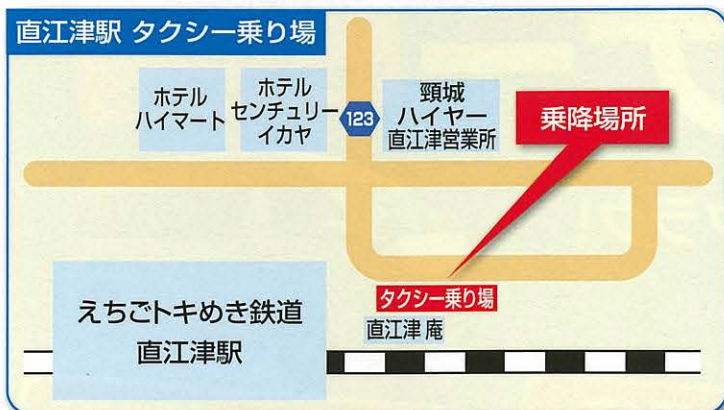 直江津駅 タクシー乗り場
ホテル
ハイマート
ホテル
センチュリー
イカヤ
123
頸城
ハイヤー
直江津営業所
乗降場所
タクシー乗り場
直江津 庵
えちごトキめき鉄道
直江津駅